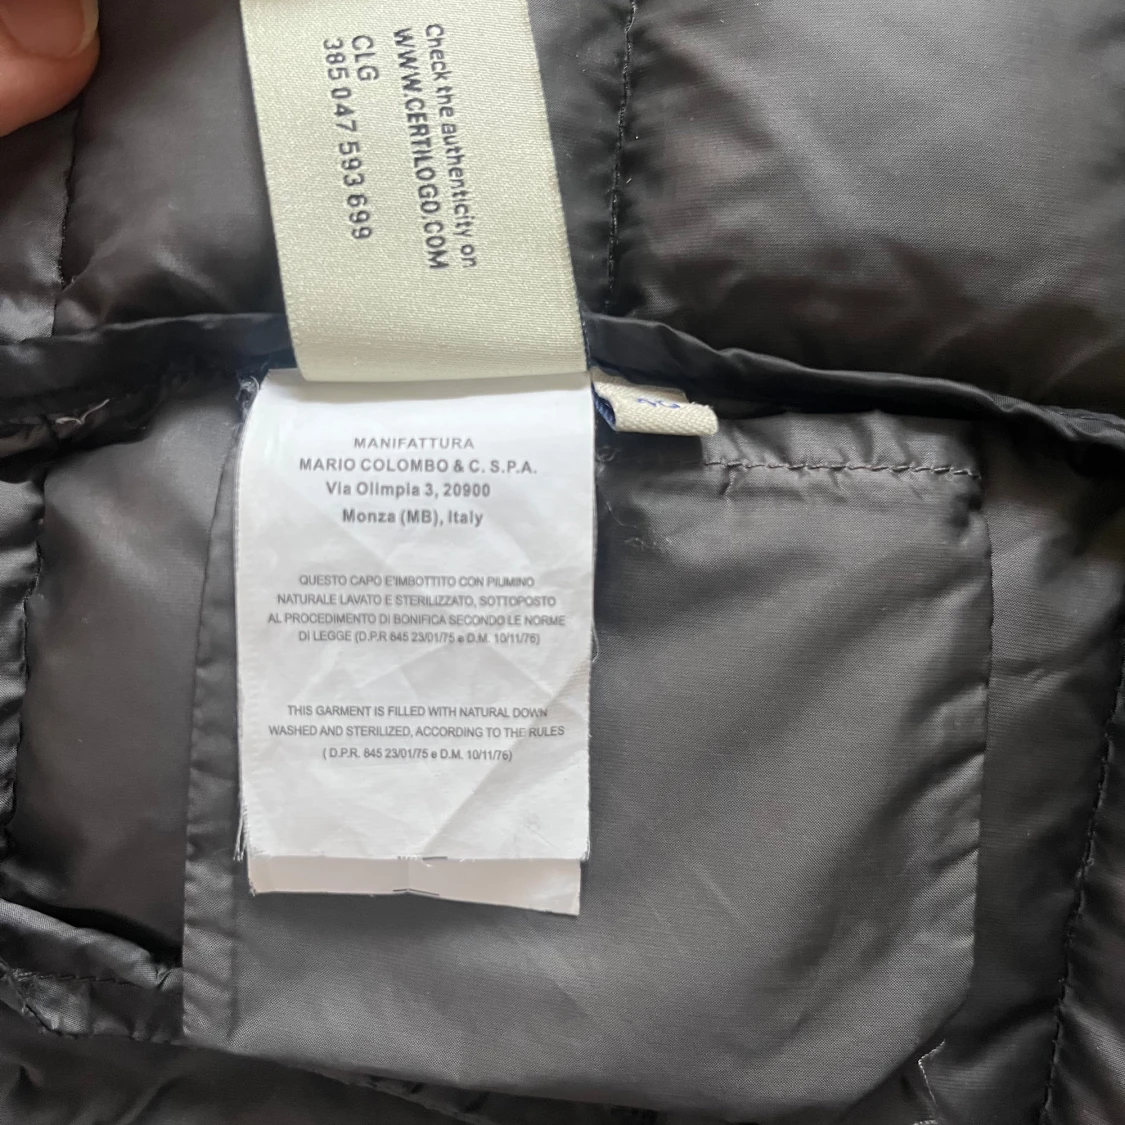 Check the authenticity on
WWW.CERTILOGO.COM
CLG
385 047 593 699
MANIFATTURA
MARIO COLOMBO & C. S.P.A.
Via Olimpia 3, 20900
Monza (MB), Italy
QUESTO CAPO E'IMBOTTITO CON PIUMINO
NATURALE LAVATO E STERILIZZATO, SOTTOPOSTO
AL PROCEDIMENTO DI BONIFICA SECONDO LE NORME
DI LEGGE (D.P.R 845 23/01/75 e D.M. 10/11/76)
THIS GARMENT IS FILLED WITH NATURAL DOWN
WASHED AND STERILIZED, ACCORDING TO THE RULES
( D.P.R. 845 23/01/75 e D.M. 10/11/76)